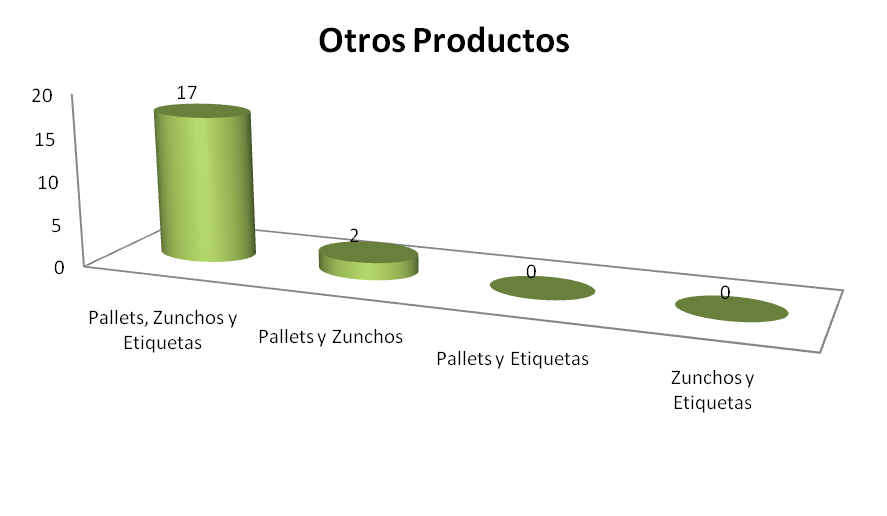 Otros Productos
20
15
10
5
0
17
2
0
0
Pallets, Zunchos y
Etiquetas
Pallets y Zunchos
Pallets y Etiquetas
Zunchos y
Etiquetas